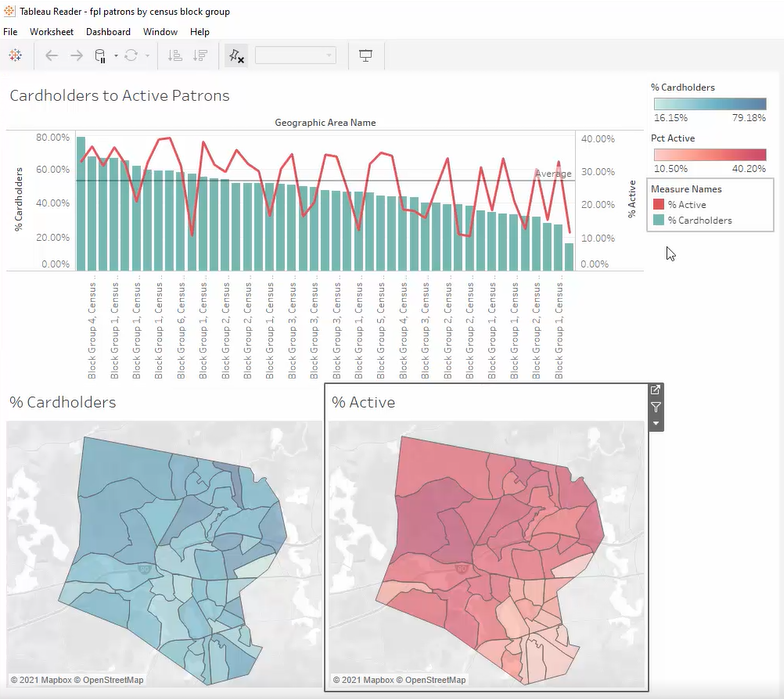 Tableau Reader - fpl patrons by census block group
File Worksheet Dashboard Window Help
Cardholders to Active Patrons
Geographic Area Name
% Cardholders
80.00%
60.00%
40.00%
20.00%
0.00%
Average
40.00%
30.00%
20.00%
10.00%
0.00%
% Active
Block Group 4, Census ..
Block Group 1, Census ..
Block Group 1, Census ..
Block Group 1, Census ..
Block Group 6, Census ..
Block Group 1, Census ..
Block Group 2, Census ..
Block Group 2, Census ..
Block Group 1, Census ..
Block Group 3, Census ..
Block Group 3, Census ..
Block Group 3, Census ..
Block Group 1, Census ..
Block Group 5, Census ..
Block Group 4, Census ..
Block Group 3, Census ..
Block Group 2, Census ..
Block Group 2, Census ..
Block Group 1, Census ..
Block Group 1, Census ..
Block Group 2, Census ..
Block Group 1, Census ..
% Cardholders
16.15% 79.18%
Pct Active
10.50% 40.20%
Measure Names
% Active
% Cardholders
% Cardholders
© 2021 Mapbox © OpenStreetMap
% Active
© 2021 Mapbox © OpenStreetMap